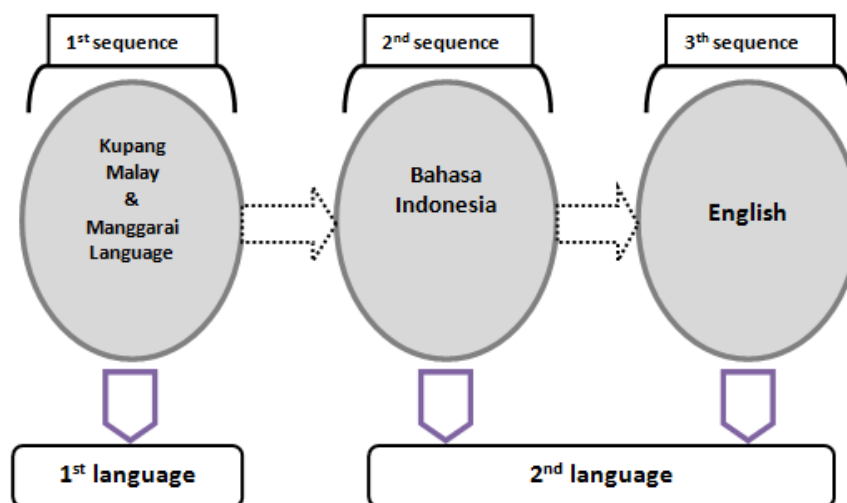 1st sequence
2nd sequence
3th sequence
Kupang
Malay
&
Manggarai
Language
Bahasa
Indonesia
English
1st language
2nd language